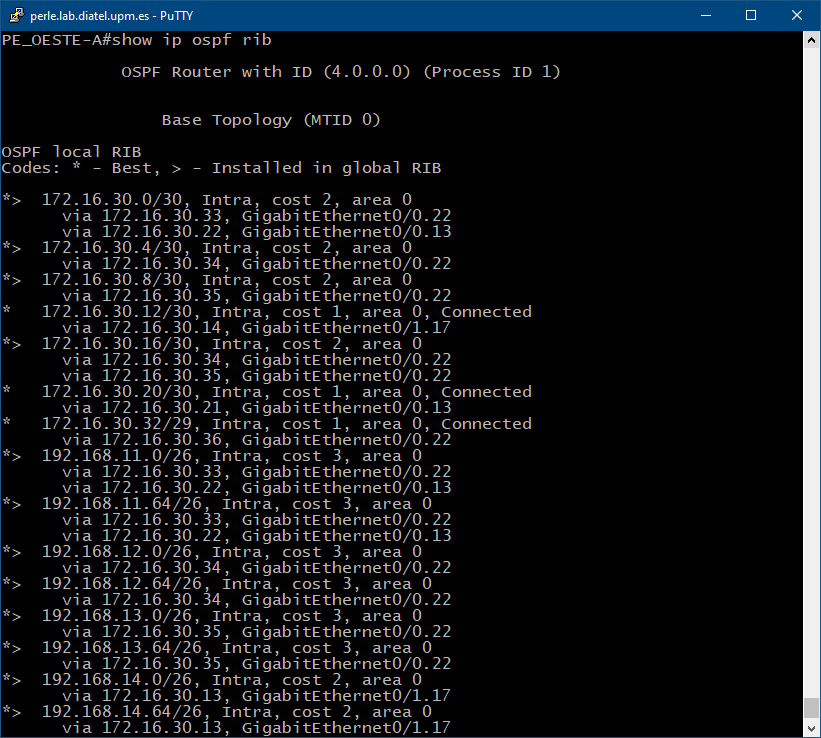 perle.lab.diatel.upm.es - PuTTY
PE_OESTE-A#show ip ospf rib
OSPF Router with ID (4.0.0.0) (Process ID 1)
Base Topology (MTID 0)
OSPF local RIB
Codes: * - Best, > - Installed in global RIB
*> 172.16.30.0/30, Intra, cost 2, area 0
via 172.16.30.33, GigabitEthernet0/0.22
via 172.16.30.22, GigabitEthernet0/0.13
*> 172.16.30.4/30, Intra, cost 2, area 0
via 172.16.30.34, GigabitEthernet0/0.22
*> 172.16.30.8/30, Intra, cost 2, area 0
via 172.16.30.35, GigabitEthernet0/0.22
* 172.16.30.12/30, Intra, cost 1, area 0, Connected
via 172.16.30.14, GigabitEthernet0/1.17
*> 172.16.30.16/30, Intra, cost 2, area 0
via 172.16.30.34, GigabitEthernet0/0.22
via 172.16.30.35, GigabitEthernet0/0.22
* 172.16.30.20/30, Intra, cost 1, area 0, Connected
via 172.16.30.21, GigabitEthernet0/0.13
* 172.16.30.32/29, Intra, cost 1, area 0, Connected
via 172.16.30.36, GigabitEthernet0/0.22
*> 192.168.11.0/26, Intra, cost 3, area 0
via 172.16.30.33, GigabitEthernet0/0.22
via 172.16.30.22, GigabitEthernet0/0.13
*> 192.168.11.64/26, Intra, cost 3, area 0
via 172.16.30.33, GigabitEthernet0/0.22
via 172.16.30.22, GigabitEthernet0/0.13
*> 192.168.12.0/26, Intra, cost 3, area 0
via 172.16.30.34, GigabitEthernet0/0.22
*> 192.168.12.64/26, Intra, cost 3, area 0
via 172.16.30.34, GigabitEthernet0/0.22
*> 192.168.13.0/26, Intra, cost 3, area 0
via 172.16.30.35, GigabitEthernet0/0.22
*> 192.168.13.64/26, Intra, cost 3, area 0
via 172.16.30.35, GigabitEthernet0/0.22
*> 192.168.14.0/26, Intra, cost 2, area 0
via 172.16.30.13, GigabitEthernet0/1.17
*> 192.168.14.64/26, Intra, cost 2, area 0
via 172.16.30.13, GigabitEthernet0/1.17